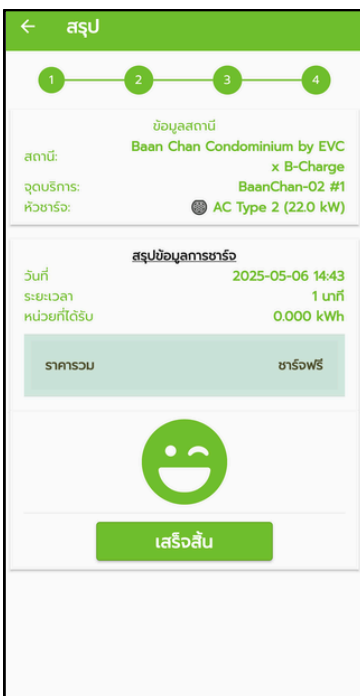 สรุป
1 2 3 4
ข้อมูลสถานี
สถานี: Baan Chan Condominium by EVC
x B-Charge
จุดบริการ: BaanChan-02 #1
หัวชาร์จ: AC Type 2 (22.0 kW)
สรุปข้อมูลการชาร์จ
วันที่ 2025-05-06 14:43
ระยะเวลา 1 นาที
หน่วยที่ได้รับ 0.000 kWh
ราคารวม ชาร์จฟรี
เสร็จสิ้น